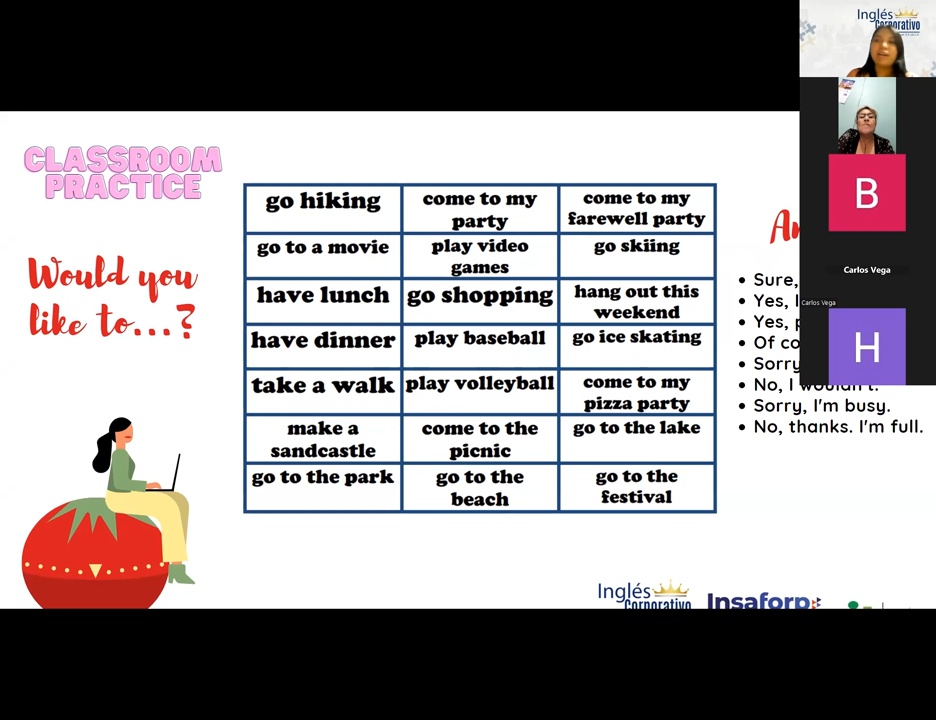 CLASSROOM
PRACTICE
Would you
like to...?
go hiking
come to my
party
come to my
farewell party
go to a movie
play video
games
go skiing
have lunch
go shopping
hang out this
weekend
have dinner
play baseball
go ice skating
take a walk
play volleyball
come to my
pizza party
make a
sandcastle
come to the
picnic
go to the lake
go to the park
go to the
beach
go to the
festival
Sure,
Yes, I
Yes,
Of
Sorry
No, I wouldn't.
Sorry, I'm busy.
No, thanks. I'm full.
Inglés
Corporativo
Insaforp
Inglés
Corporativo
B
Carlos Vega
Carlos Vega
H